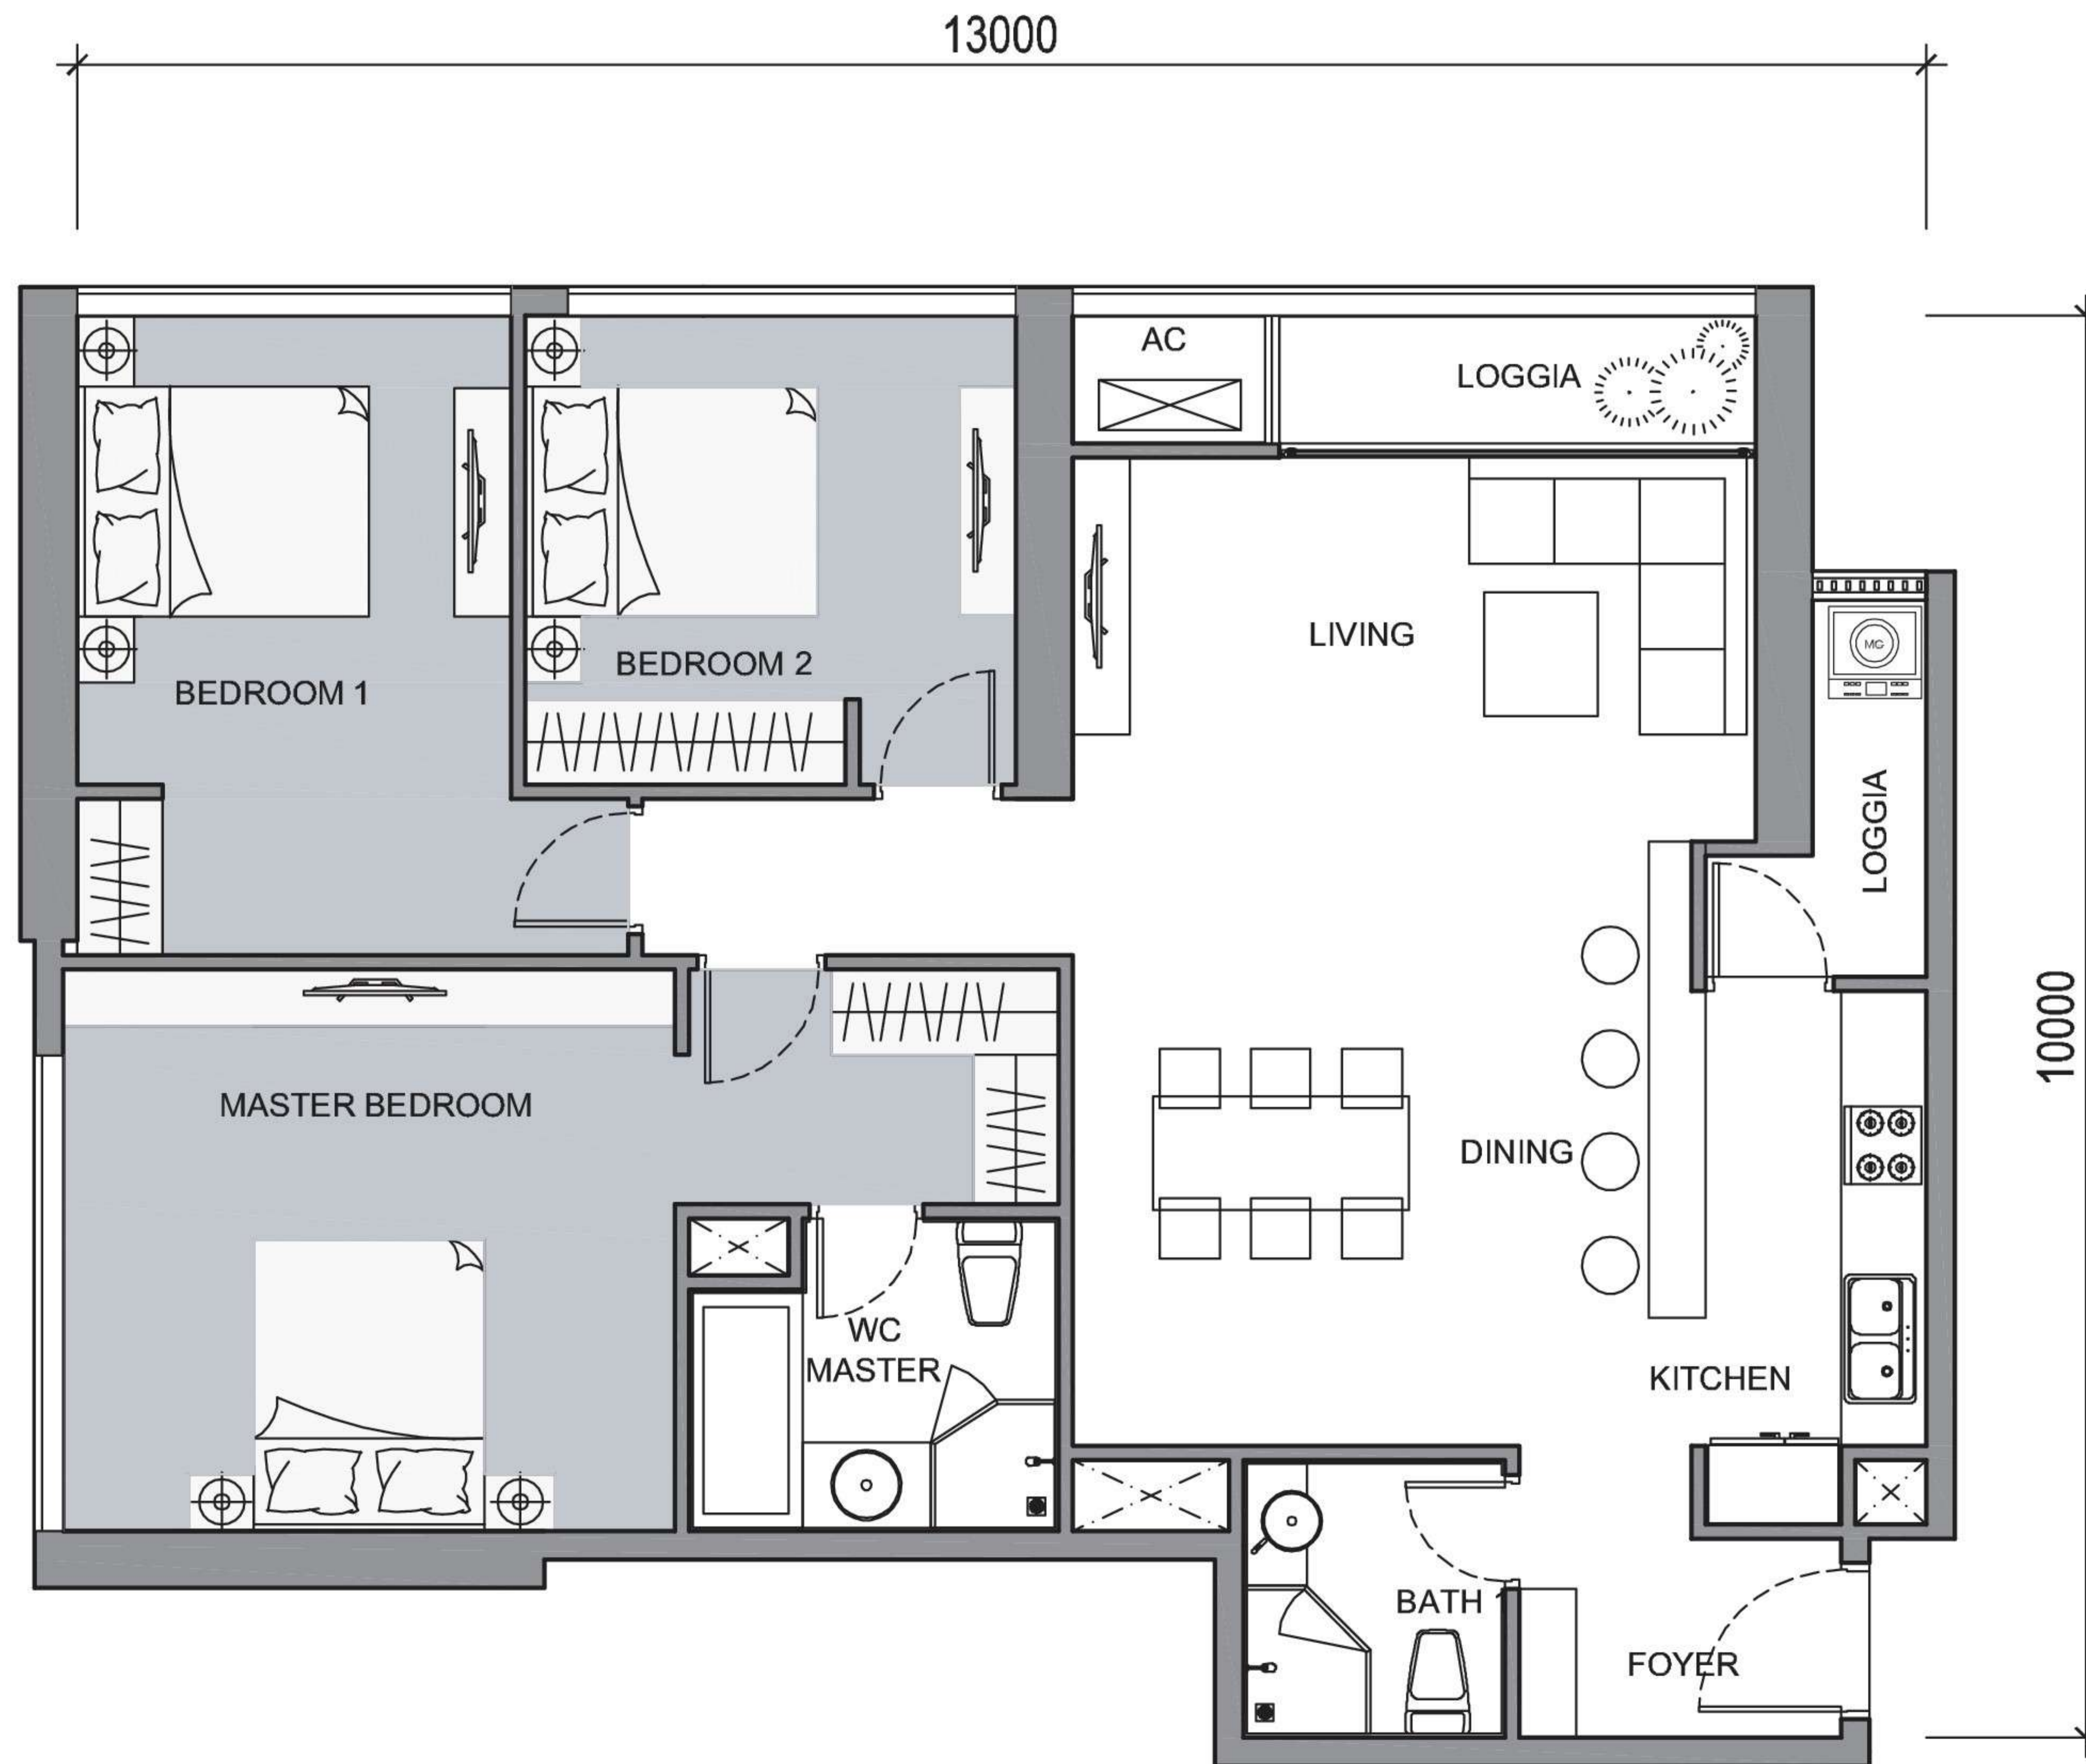 13000
AC
LOGGIA
LIVING
MG
BEDROOM 2
BEDROOM 1
LOGGIA
10000
MASTER BEDROOM
DINING
WC
MASTER
KITCHEN
BATH 1
FOYER